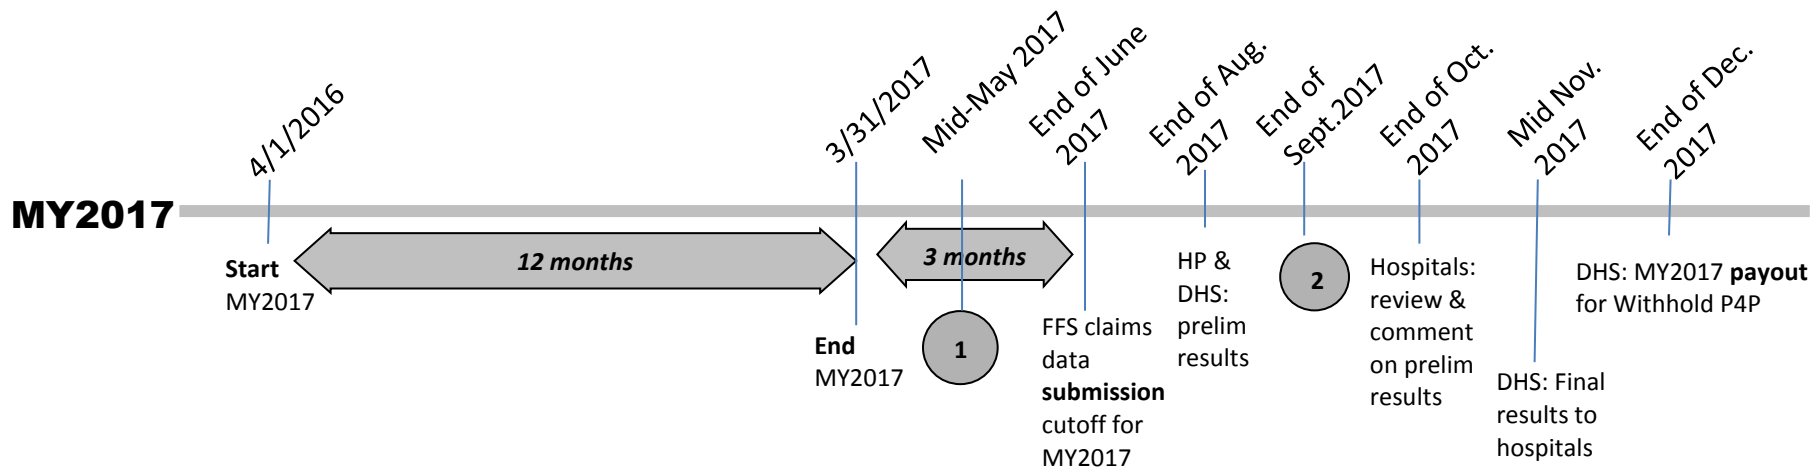 4/1/2016
3/31/2017
Mid-May 2017
End of June
2017
End of Aug.
2017
End of
Sept.2017
End of Oct.
2017
Mid Nov.
2017
End of Dec.
2017
MY2017
12 months
3 months
Start
MY2017
End
MY2017
1
FFS claims
data
submission
cutoff for
MY2017
HP &
DHS:
prelim
results
2
Hospitals:
review &
comment
on prelim
results
DHS: Final
results to
hospitals
DHS: MY2017 payout
for Withhold P4P